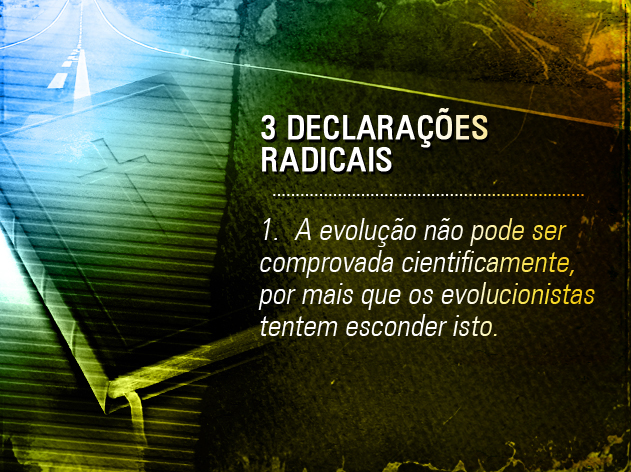 3 DECLARAÇÕES
RADICAIS
1. A evolução não pode ser
comprovada cientificamente,
por mais que os evolucionistas
tentem esconder isto.